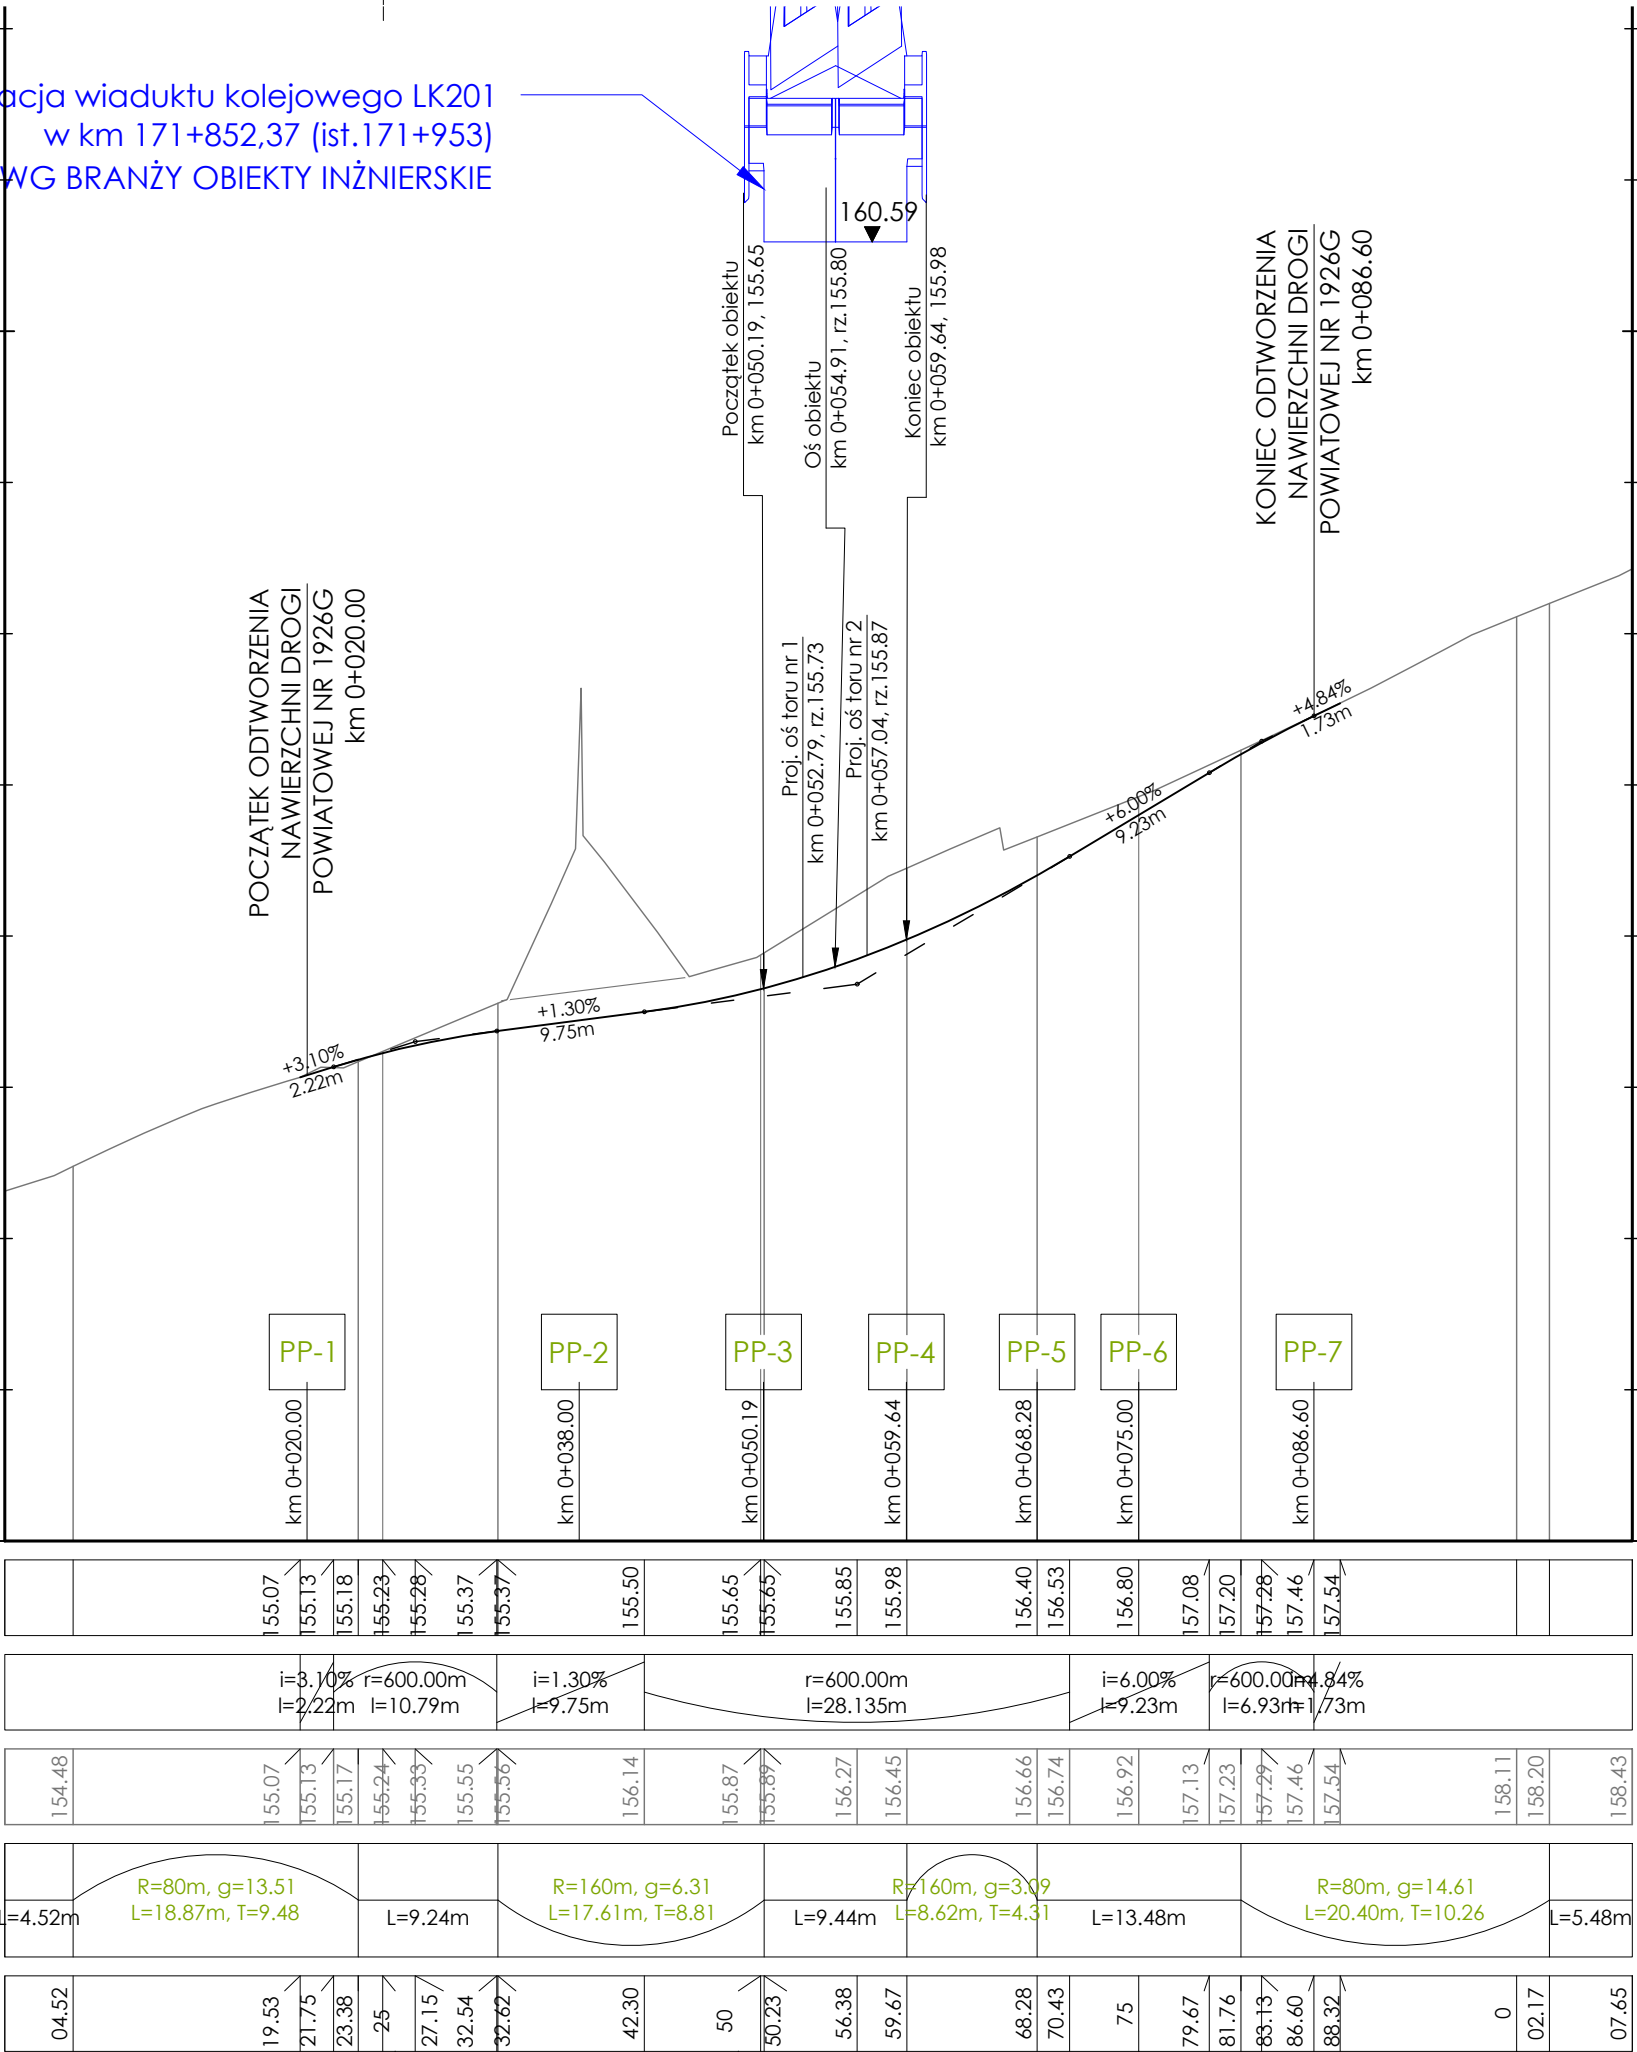 acja wiaduktu kolejowego LK201
w km 171+852,37 (ist.171+953)
WG BRANŻY OBIEKTY INŻNIERSKIE
160.59
Początek obiektu
km 0+050.19, 155.65
Oś obiektu
km 0+054.91, rz.155.80
Koniec obiektu
km 0+059.64, 155.98
KONIEC ODTWORZENIA
NAWIERZCHNI DROGI
POWIATOWEJ NR 1926G
km 0+086.60
POCZĄTEK ODTWORZENIA
NAWIERZCHNI DROGI
POWIATOWEJ NR 1926G
km 0+020.00
Proj. oś toru nr 1
km 0+052.79, rz.155.73
Proj. oś toru nr 2
km 0+057.04, rz.155.87
+4.84%
1.73m
+6.00%
9.23m
+1.30%
9.75m
+3.10%
2.22m
PP-1
PP-2
PP-3
PP-4
PP-5
PP-6
PP-7
km 0+020.00
km 0+038.00
km 0+050.19
km 0+059.64
km 0+068.28
km 0+075.00
km 0+086.60
155.07
155.13
155.18
155.23
155.28
155.37
155.37
155.50
155.65
155.65
155.85
155.98
156.40
156.53
156.80
157.08
157.20
157.28
157.46
157.54
i=3.10%
l=2.22m
r=600.00m
l=10.79m
i=1.30%
l=9.75m
r=600.00m
l=28.135m
i=6.00%
l=9.23m
r=600.00m
l=6.93m
i=4.84%
l=1.73m
154.48
155.07
155.13
155.17
155.24
155.33
155.55
155.56
156.14
155.87
155.89
156.27
156.45
156.66
156.74
156.92
157.13
157.23
157.29
157.46
157.54
158.11
158.20
158.43
L=4.52m
R=80m, g=13.51
L=18.87m, T=9.48
L=9.24m
R=160m, g=6.31
L=17.61m, T=8.81
L=9.44m
R=160m, g=3.09
L=8.62m, T=4.31
L=13.48m
R=80m, g=14.61
L=20.40m, T=10.26
L=5.48m
04.52
19.53
21.75
23.38
25
27.15
32.54
32.62
42.30
50
50.23
56.38
59.67
68.28
70.43
75
79.67
81.76
83.13
86.60
88.32
0
02.17
07.65